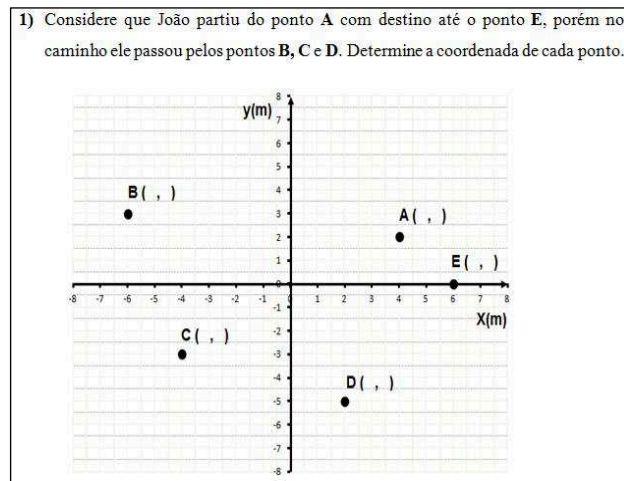 1) Considere que João partiu do ponto A com destino até o ponto E, porém no
caminho ele passou pelos pontos B, C e D. Determine a coordenada de cada ponto.
8
y(m) 7
6
5
B( , ) 4
3 A( , )
2
1 E( , )
0
-8 -7 -6 -5 -4 -3 -2 -1 0 1 2 3 4 5 6 7 8
-1 X(m)
C( , ) -2
-3
-4 D( , )
-5
-6
-7
-8